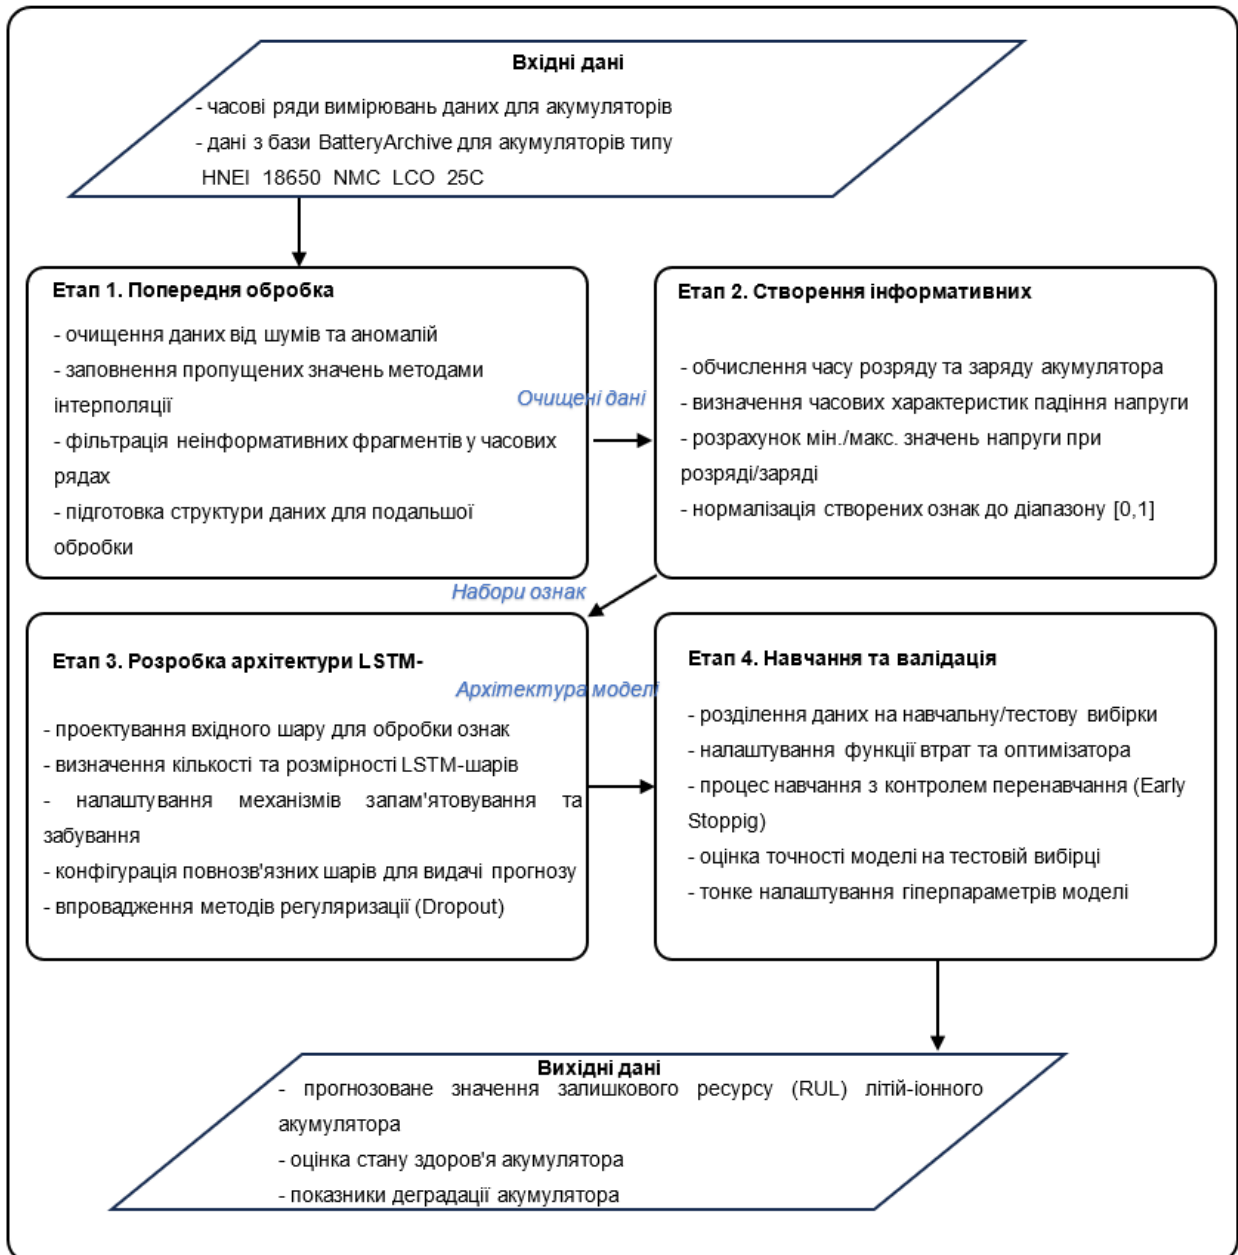 Вхідні дані
- часові ряди вимірювань даних для акумуляторів
- дані з бази BatteryArchive для акумуляторів типу
HNEI 18650 NMC LCO 25C
Етап 1. Попередня обробка
- очищення даних від шумів та аномалій
- заповнення пропущених значень методами
інтерполяції
- фільтрація неінформативних фрагментів у часових
рядах
- підготовка структури даних для подальшої
обробки
Очищені дані
Етап 2. Створення інформативних
- обчислення часу розряду та заряду акумулятора
- визначення часових характеристик падіння напруги
- розрахунок мін./макс. значень напруги при
розряді/заряді
- нормалізація створених ознак до діапазону [0,1]
Набори ознак
Етап 3. Розробка архітектури LSTM-
- проектування вхідного шару для обробки ознак
- визначення кількості та розмірності LSTM-шарів
- налаштування механізмів запам'ятовування та
забування
- конфігурація повнозв'язних шарів для видачі прогнозу
- впровадження методів регуляризації (Dropout)
Архітектура моделі
Етап 4. Навчання та валідація
- розділення даних на навчальну/тестову вибірки
- налаштування функції втрат та оптимізатора
- процес навчання з контролем перенавчання (Early
Stoppig)
- оцінка точності моделі на тестовій вибірці
- тонке налаштування гіперпараметрів моделі
Вихідні дані
- прогнозоване значення залишкового ресурсу (RUL) літій-іонного
акумулятора
- оцінка стану здоров'я акумулятора
- показники деградації акумулятора